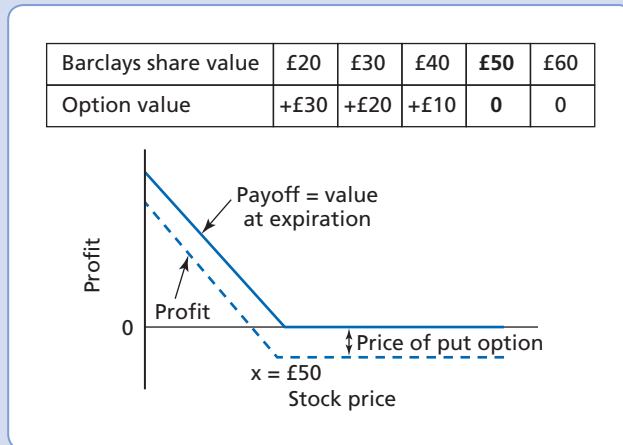 Barclays share value £20 £30 £40 £50 £60
Option value +£30 +£20 +£10 0 0
Payoff = value
at expiration
Profit
Profit
0
Price of put option
x = £50
Stock price